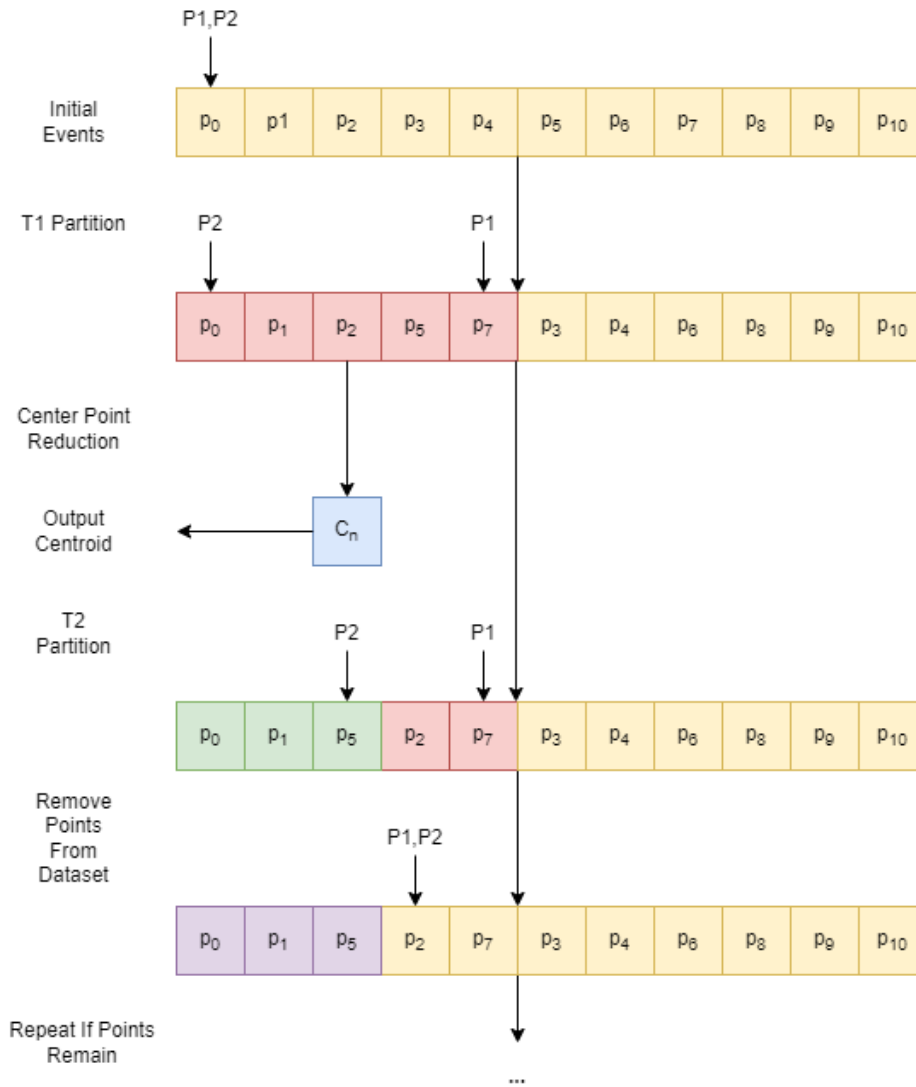 P1,P2
Initial
Events
p₀ p1 p₂ p₃ p₄ p₅ p₆ p₇ p₈ p₉ p₁₀
T1 Partition
P2 P1
p₀ p₁ p₂ p₅ p₇ p₃ p₄ p₆ p₈ p₉ p₁₀
Center Point
Reduction
Output
Centroid
Cₙ
T2
Partition
P2 P1
p₀ p₁ p₅ p₂ p₇ p₃ p₄ p₆ p₈ p₉ p₁₀
Remove
Points
From
Dataset
P1,P2
p₀ p₁ p₅ p₂ p₇ p₃ p₄ p₆ p₈ p₉ p₁₀
Repeat If Points
Remain
...